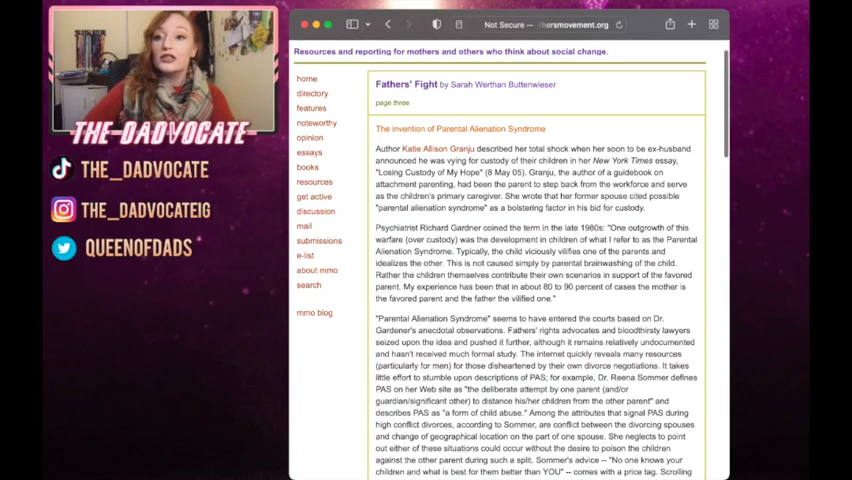 THE-DADVOCATE
THE_DADVOCATE
THE_DADVOCATEIG
QUEENOFDADS
Not Secure — hersmovement.org
Resources and reporting for mothers and others who think about social change.
home
directory
features
noteworthy
opinion
essays
books
resources
get active
discussion
mail
submissions
e-list
about mmo
search
mmo blog
Fathers' Fight by Sarah Werthan Buttenwieser
page three
The invention of Parental Alienation Syndrome
Author Katie Allison Granju described her total shock when her soon to be ex-husband
announced he was vying for custody of their children in her New York Times essay,
"Losing Custody of My Hope" (8 May 05). Granju, the author of a guidebook on
attachment parenting, had been the parent to step back from the workforce and serve
as the children's primary caregiver. She wrote that her former spouse cited possible
"parental alienation syndrome" as a bolstering factor in his bid for custody.
Psychiatrist Richard Gardner coined the term in the late 1980s: "One outgrowth of this
warfare (over custody) was the development in children of what I refer to as the Parental
Alienation Syndrome. Typically, the child viciously vilifies one of the parents and
idealizes the other. This is not caused simply by parental brainwashing of the child.
Rather the children themselves contribute their own scenarios in support of the favored
parent. My experience has been that in about 80 to 90 percent of cases the mother is
the favored parent and the father the vilified one."
"Parental Alienation Syndrome" seems to have entered the courts based on Dr.
Gardener's anecdotal observations. Fathers' rights advocates and bloodthirsty lawyers
seized upon the idea and pushed it further, although it remains relatively undocumented
and hasn't received much formal study. The internet quickly reveals many resources
(particularly for men) for those disheartened by their own divorce negotiations. It takes
little effort to stumble upon descriptions of PAS; for example, Dr. Reena Sommer defines
PAS on her Web site as "the deliberate attempt by one parent (and/or
guardian/significant other) to distance his/her children from the other parent" and
describes PAS as "a form of child abuse." Among the attributes that signal PAS during
high conflict divorces, according to Sommer, are conflict between the divorcing spouses
and change of geographical location on the part of one spouse. She neglects to point
out either of these situations could occur without a desire to poison the children
against the other parent during such a split. Sommer's advice -- "No one knows your
children and what is best for them better than YOU" -- comes with a price tag. Scrolling